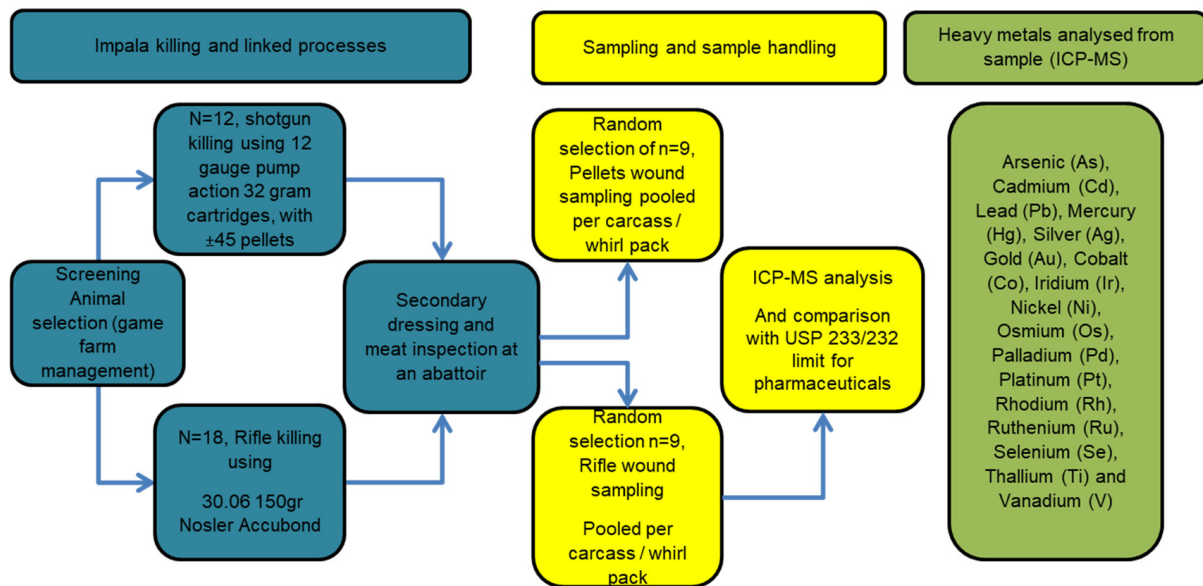 Impala killing and linked processes
Sampling and sample handling
Heavy metals analysed from
sample (ICP-MS)
N=12, shotgun
killing using 12
gauge pump
action 32 gram
cartridges, with
±45 pellets
Screening
Animal
selection (game
farm
management)
N=18, Rifle killing
using
30.06 150gr
Nosler Accubond
Secondary
dressing and
meat inspection at
an abattoir
Random
selection of n=9,
Pellets wound
sampling pooled
per carcass /
whirl pack
Random
selection n=9,
Rifle wound
sampling
Pooled per
carcass / whirl
pack
ICP-MS analysis
And comparison
with USP 233/232
limit for
pharmaceuticals
Arsenic (As),
Cadmium (Cd),
Lead (Pb), Mercury
(Hg), Silver (Ag),
Gold (Au), Cobalt
(Co), Iridium (Ir),
Nickel (Ni),
Osmium (Os),
Palladium (Pd),
Platinum (Pt),
Rhodium (Rh),
Ruthenium (Ru),
Selenium (Se),
Thallium (Ti) and
Vanadium (V)